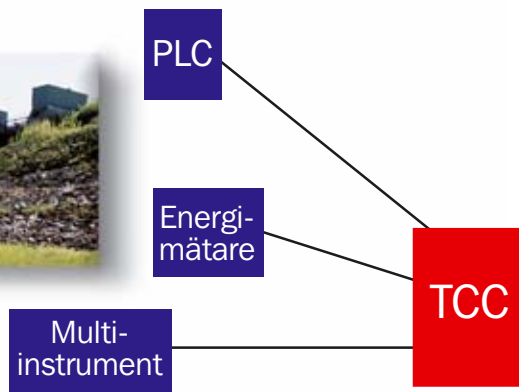 PLC
Energi-
mätare
TCC
Multi-
instrument